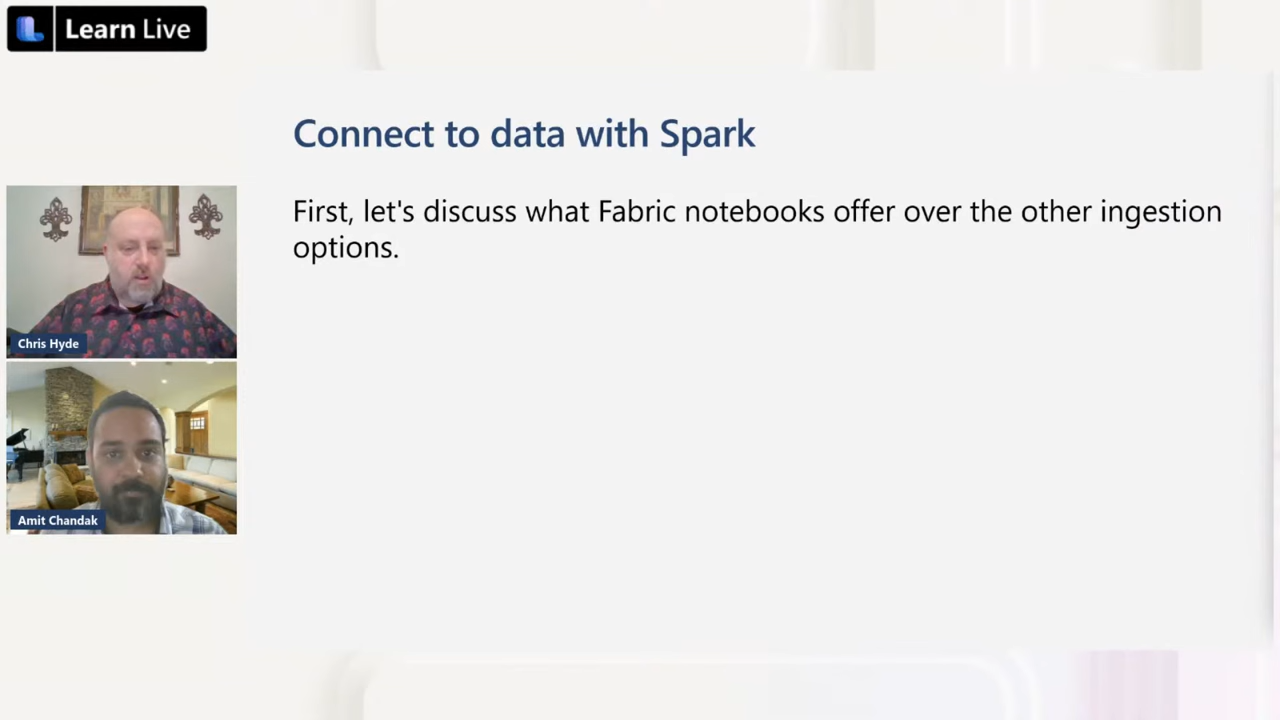 Learn Live
Connect to data with Spark
First, let's discuss what Fabric notebooks offer over the other ingestion
options.
Chris Hyde
Amit Chandak